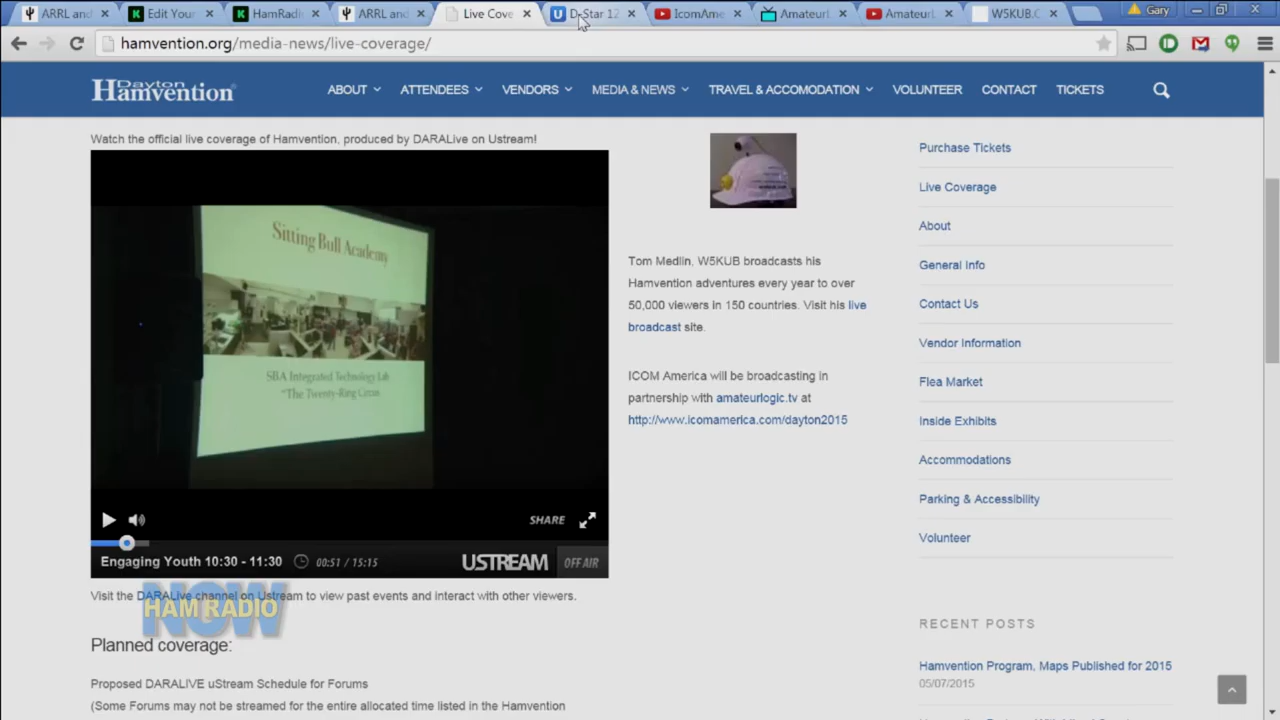 ARRL and
Edit Your
HamRadi
ARRL and
Live Cove
D-Star 12
IcomAme
Amateurl
Amateur
W5KUB.C
Gary
hamvention.org/media-news/live-coverage/
Dayton
Hamvention
ABOUT
ATTENDEES
VENDORS
MEDIA & NEWS
TRAVEL & ACCOMODATION
VOLUNTEER
CONTACT
TICKETS
Watch the official live coverage of Hamvention, produced by DARALive on Ustream!
Sitting Bull Academy
SBA Integrated Technology Lab
"The Twenty-Ring Circus
SHARE
Engaging Youth 10:30 - 11:30
00:51 / 15:15
USTREAM
OFF AIR
Visit the DARALive channel on Ustream to view past events and interact with other viewers.
NOW
HAM RADIO
Planned coverage:
Proposed DARALIVE uStream Schedule for Forums
(Some Forums may not be streamed for the entire allocated time listed in the Hamvention
Tom Medlin, W5KUB broadcasts his
Hamvention adventures every year to over
50,000 viewers in 150 countries. Visit his live
broadcast site.
ICOM America will be broadcasting in
partnership with amateurlogic.tv at
http://www.icomamerica.com/dayton2015
Purchase Tickets
Live Coverage
About
General Info
Contact Us
Vendor Information
Flea Market
Inside Exhibits
Accommodations
Parking & Accessibility
Volunteer
RECENT POSTS
Hamvention Program, Maps Published for 2015
05/07/2015